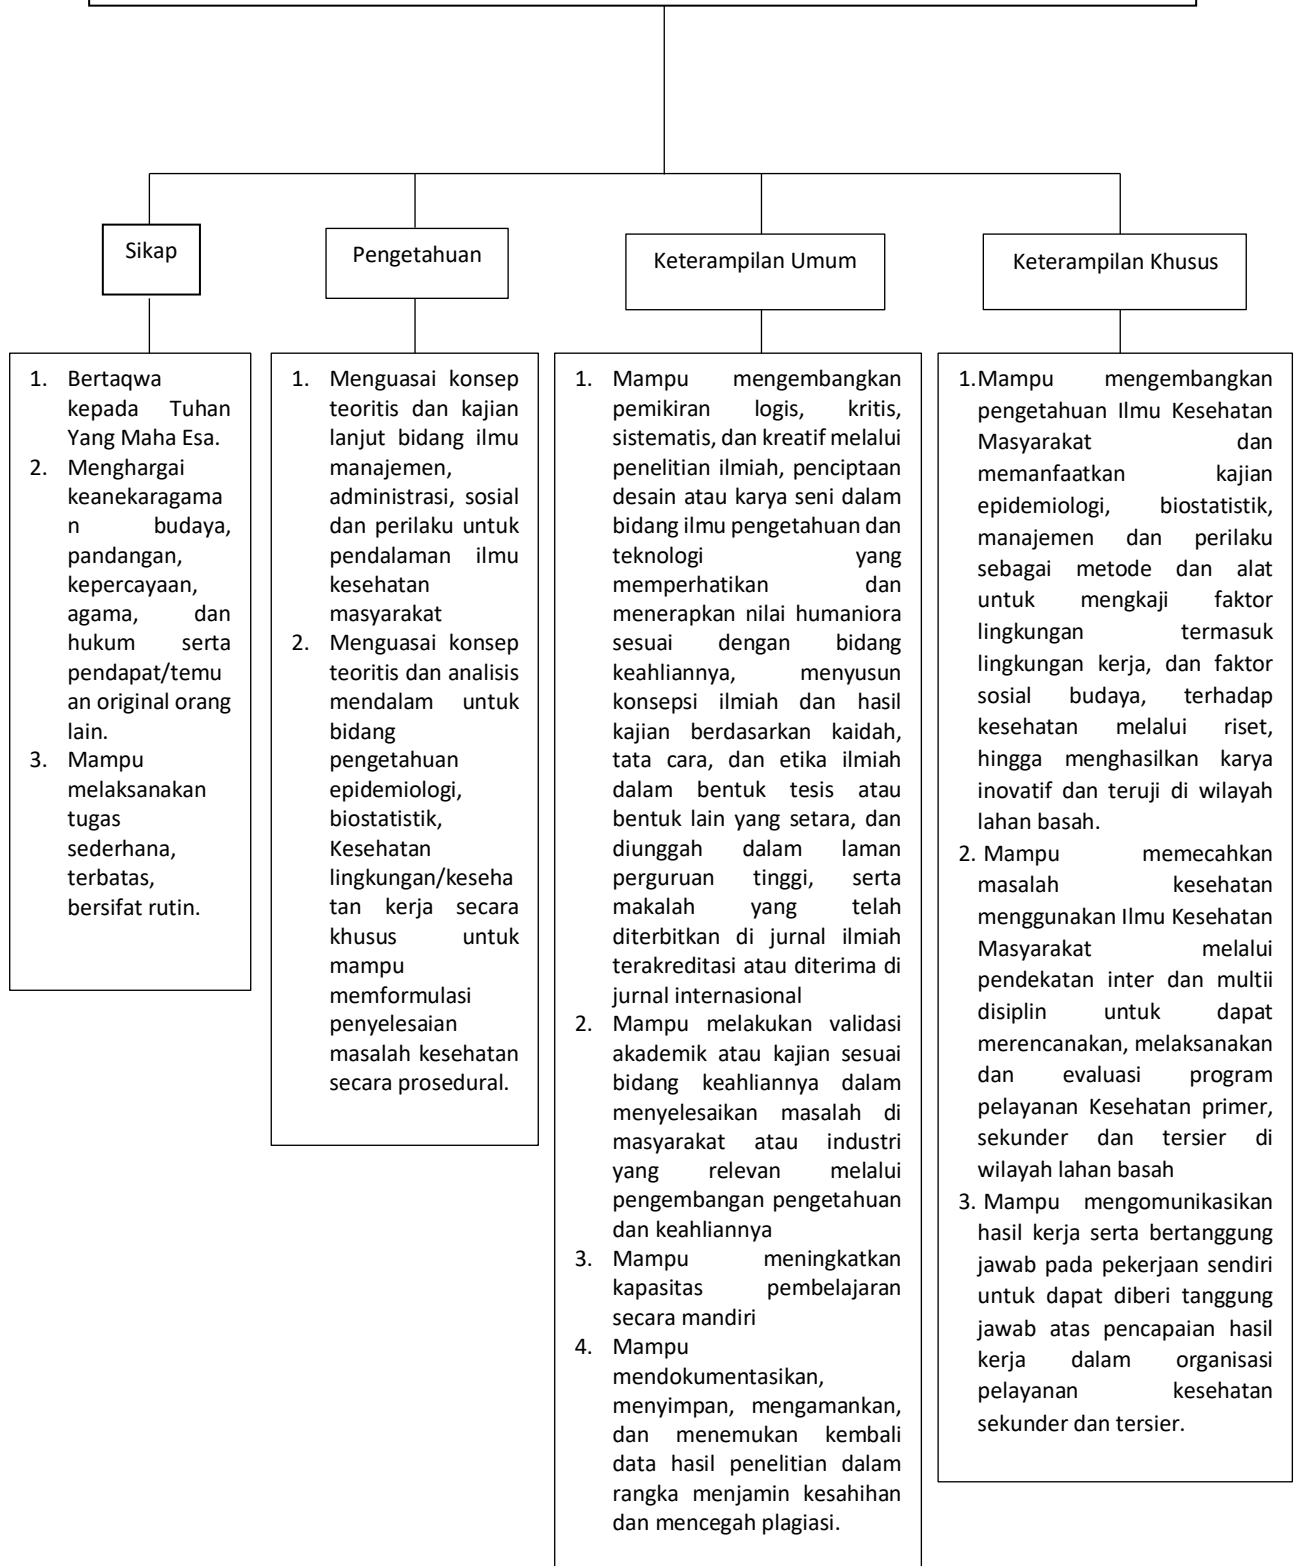 Sikap
Pengetahuan
Keterampilan Umum
Keterampilan Khusus
1. Bertaqwa
kepada Tuhan
Yang Maha Esa.
2. Menghargai
keanekaragama
n budaya,
pandangan,
kepercayaan,
agama, dan
hukum serta
pendapat/temu
an original orang
lain.
3. Mampu
melaksanakan
tugas
sederhana,
terbatas,
bersifat rutin.
1. Menguasai konsep
teoritis dan kajian
lanjut bidang ilmu
manajemen,
administrasi, sosial
dan perilaku untuk
pendalaman ilmu
kesehatan
masyarakat
2. Menguasai konsep
teoritis dan analisis
mendalam untuk
bidang
pengetahuan
epidemiologi,
biostatistik,
Kesehatan
lingkungan/keseha
tan kerja secara
khusus untuk
mampu
memformulasi
penyelesaian
masalah kesehatan
secara prosedural.
1. Mampu mengembangkan
pemikiran logis, kritis,
sistematis, dan kreatif melalui
penelitian ilmiah, penciptaan
desain atau karya seni dalam
bidang ilmu pengetahuan dan
teknologi yang
memperhatikan dan
menerapkan nilai humaniora
sesuai dengan bidang
keahliannya, menyusun
konsepsi ilmiah dan hasil
kajian berdasarkan kaidah,
tata cara, dan etika ilmiah
dalam bentuk tesis atau
bentuk lain yang setara, dan
diunggah dalam laman
perguruan tinggi, serta
makalah yang telah
diterbitkan di jurnal ilmiah
terakreditasi atau diterima di
jurnal internasional
2. Mampu melakukan validasi
akademik atau kajian sesuai
bidang keahliannya dalam
menyelesaikan masalah di
masyarakat atau industri
yang relevan melalui
pengembangan pengetahuan
dan keahliannya
3. Mampu meningkatkan
kapasitas pembelajaran
secara mandiri
4. Mampu
mendokumentasikan,
menyimpan, mengamankan,
dan menemukan kembali
data hasil penelitian dalam
rangka menjamin kesahihan
dan mencegah plagiasi.
1.Mampu mengembangkan
pengetahuan Ilmu Kesehatan
Masyarakat dan
memanfaatkan kajian
epidemiologi, biostatistik,
manajemen dan perilaku
sebagai metode dan alat
untuk mengkaji faktor
lingkungan termasuk
lingkungan kerja, dan faktor
sosial budaya, terhadap
kesehatan melalui riset,
hingga menghasilkan karya
inovatif dan teruji di wilayah
lahan basah.
2. Mampu memecahkan
masalah kesehatan
menggunakan Ilmu Kesehatan
Masyarakat melalui
pendekatan inter dan multii
disiplin untuk dapat
merencanakan, melaksanakan
dan evaluasi program
pelayanan Kesehatan primer,
sekunder dan tersier di
wilayah lahan basah
3. Mampu mengomunikasikan
hasil kerja serta bertanggung
jawab pada pekerjaan sendiri
untuk dapat diberi tanggung
jawab atas pencapaian hasil
kerja dalam organisasi
pelayanan kesehatan
sekunder dan tersier.